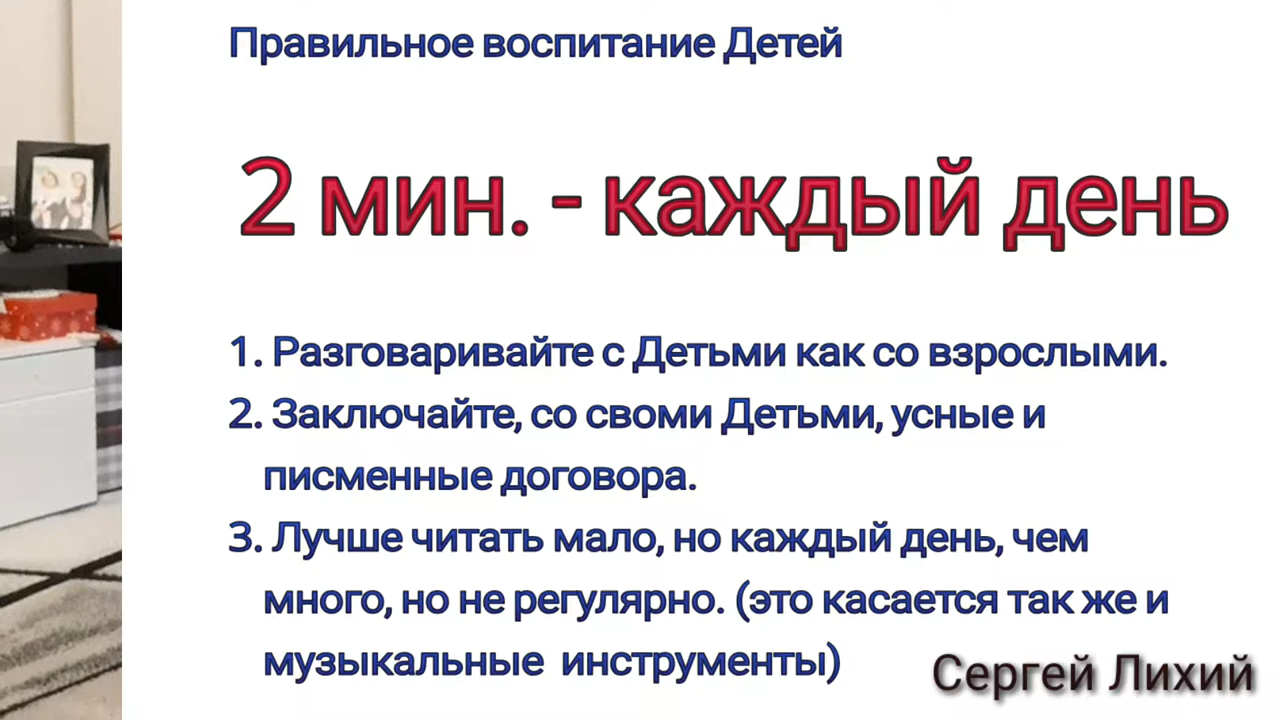 Правильное воспитание Детей
2 мин. - каждый день
1. Разговаривайте с Детьми как со взрослыми.
2. Заключайте, со своми Детьми, усные и
писменные договора.
3. Лучше читать мало, но каждый день, чем
много, но не регулярно. (это касается так же и
музыкальные инструменты)
Сергей Лихий